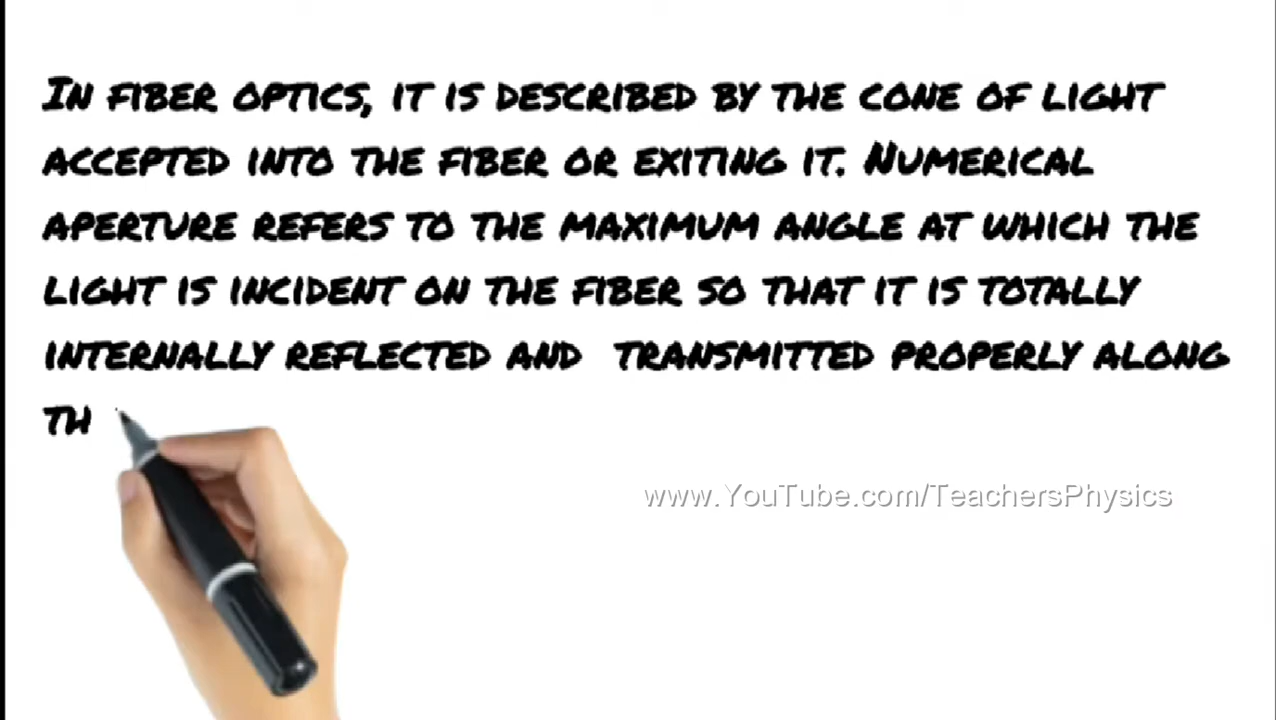 In fiber optics, it is described by the cone of light
accepted into the fiber or exiting it. Numerical
aperture refers to the maximum angle at which the
light is incident on the fiber so that it is totally
internally reflected and transmitted properly along
th
www.YouTube.com/TeachersPhysics